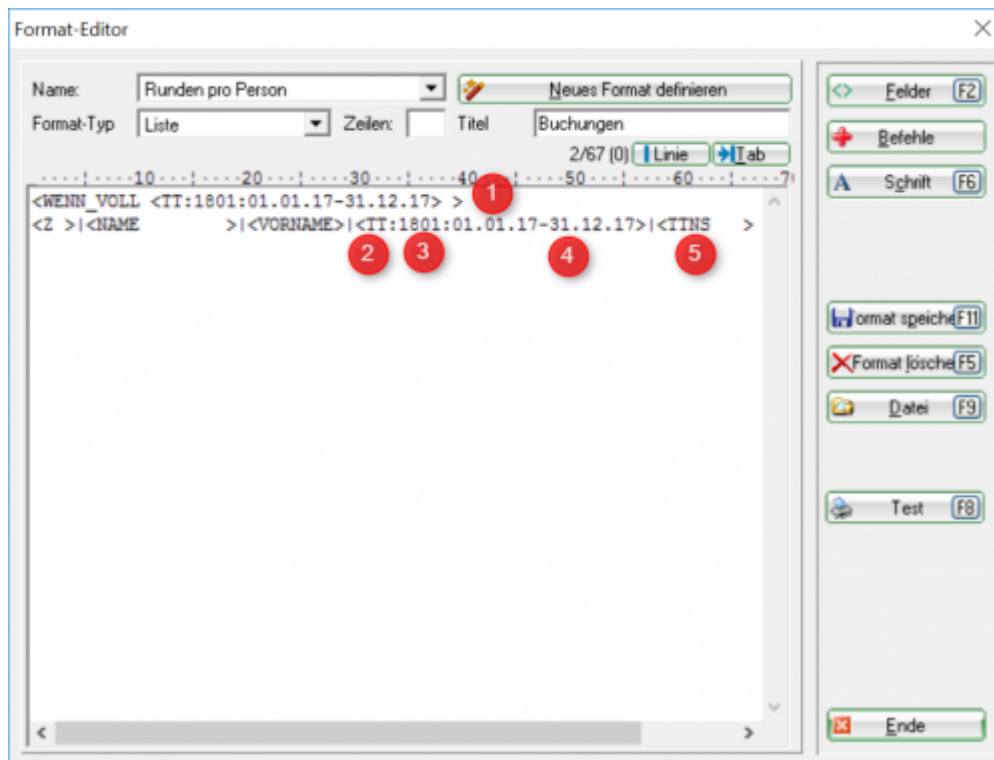 Format-Editor
Name: Runden pro Person Neues Format definieren
Format-Typ Liste Zeilen: Titel Buchungen
2/67 (0) Linie Tab
....¦....10...¦....20...¦....30...¦....40...¦....50...¦....60...¦....7
<WENN_VOLL <TT:1801:01.01.17-31.12.17> >
1
<Z >|<NAME >|<VORNAME>|<TT:1801:01.01.17-31.12.17>|<TTNS >
2 3 4 5
Felder F2
Befehle
Schrift F6
Format speiche F11
Format lösche F5
Datei F9
Test F8
Ende